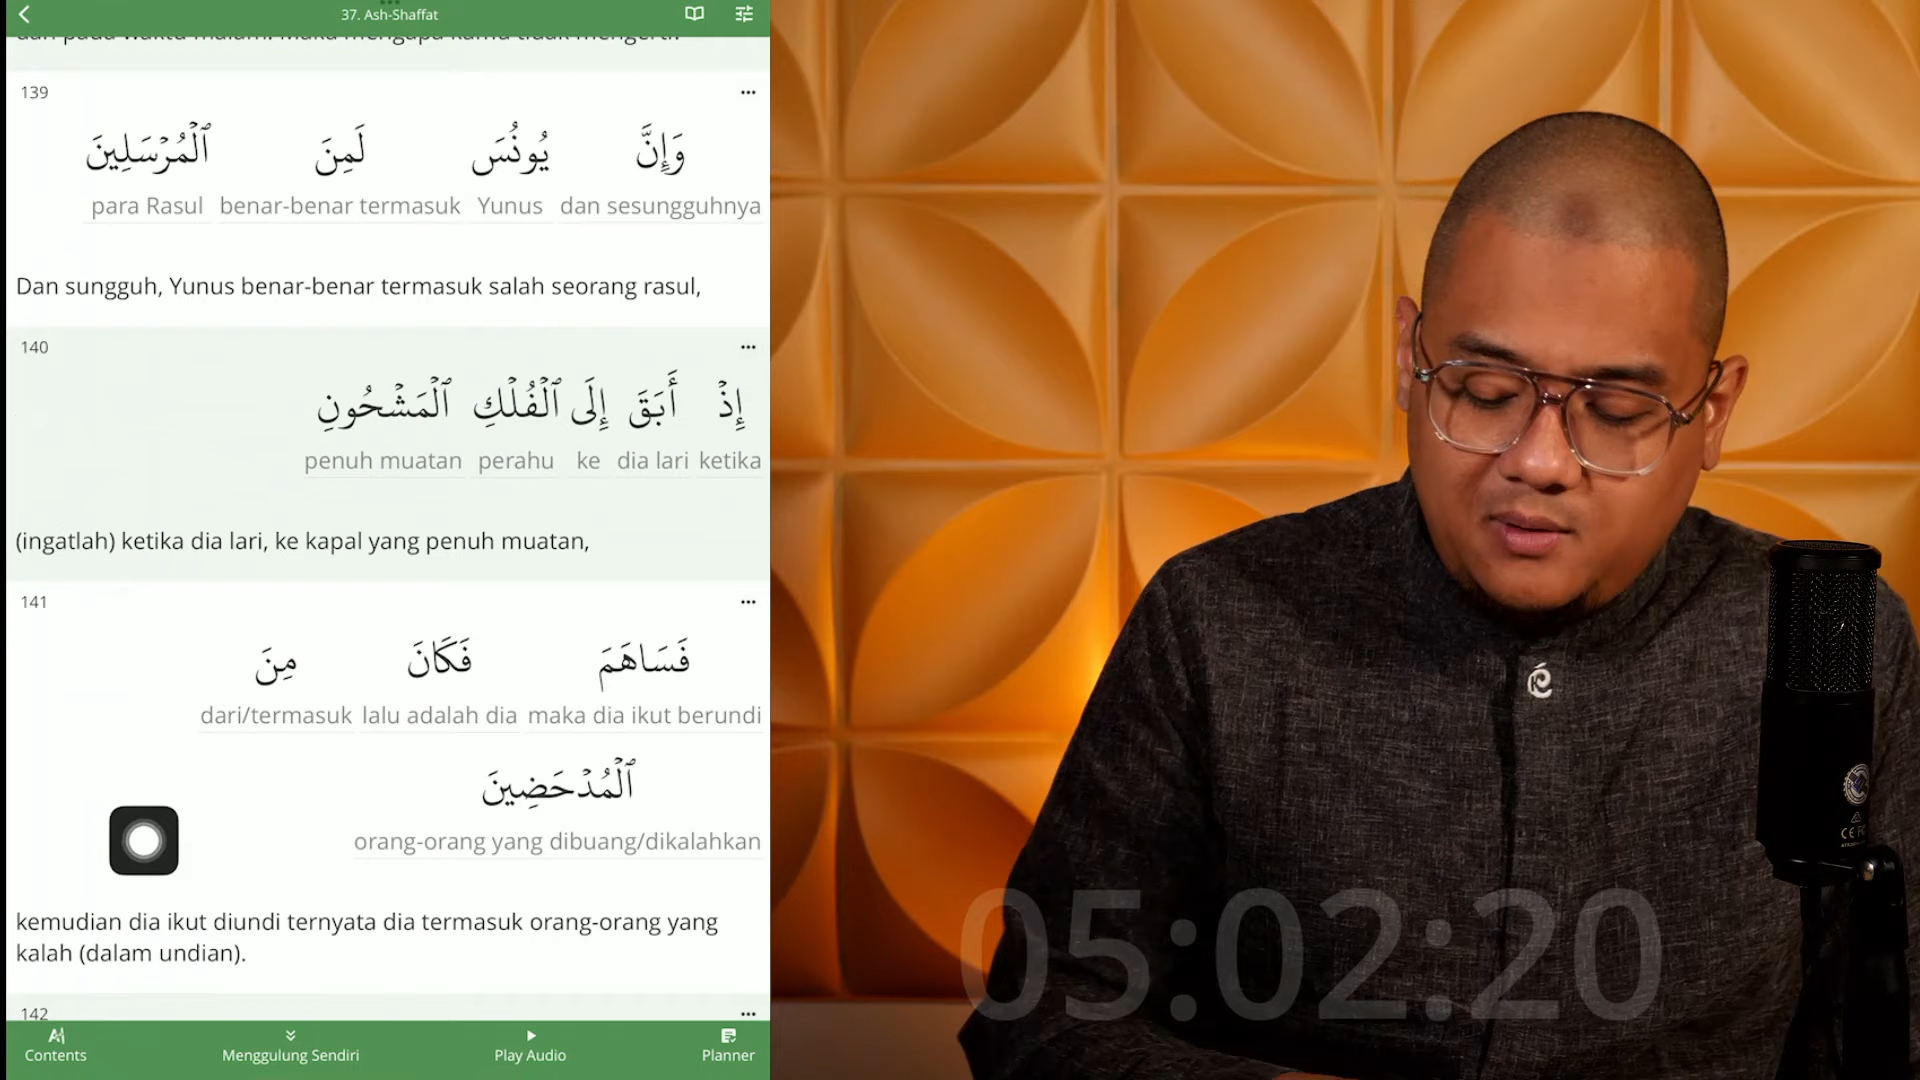 37. Ash-Shaffat
139
وَإِنَّ يُونُسَ لَمِنَ ٱلْمُرْسَلِينَ
para Rasul benar-benar termasuk Yunus dan sesungguhnya
Dan sungguh, Yunus benar-benar termasuk salah seorang rasul,
140
إِذْ أَبَقَ إِلَى ٱلْفُلْكِ ٱلْمَشْحُونِ
penuh muatan perahu ke dia lari ketika
(ingatlah) ketika dia lari, ke kapal yang penuh muatan,
141
فَسَاهَمَ فَكَانَ مِنَ
dari/termasuk lalu adalah dia maka dia ikut berundi
ٱلْمُدْحَضِينَ
orang-orang yang dibuang/dikalahkan
kemudian dia ikut diundi ternyata dia termasuk orang-orang yang
kalah (dalam undian).
142
Contents Menggulung Sendiri Play Audio Planner
05:02:20
CE